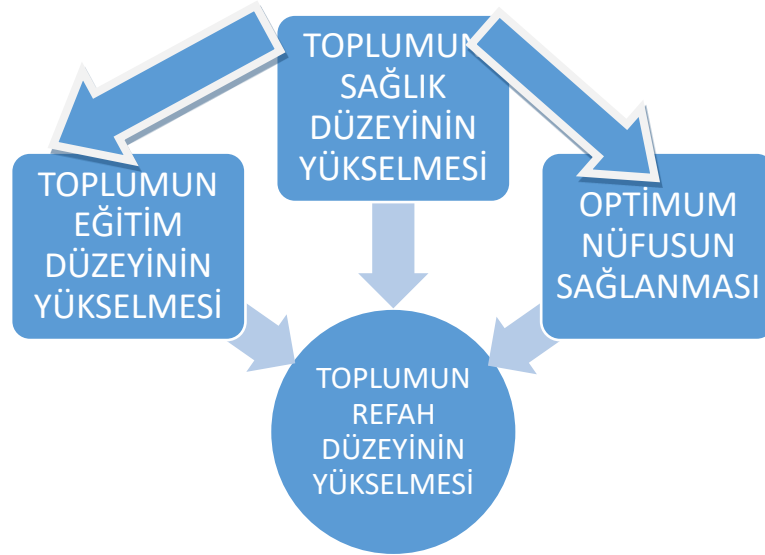 TOPLUMUN
SAĞLIK
DÜZEYİNİN
YÜKSELMESİ
TOPLUMUN
EĞİTİM
DÜZEYİNİN
YÜKSELMESİ
OPTİMUM
NÜFUSUN
SAĞLANMASI
TOPLUMUN
REFAH
DÜZEYİNİN
YÜKSELMESİ